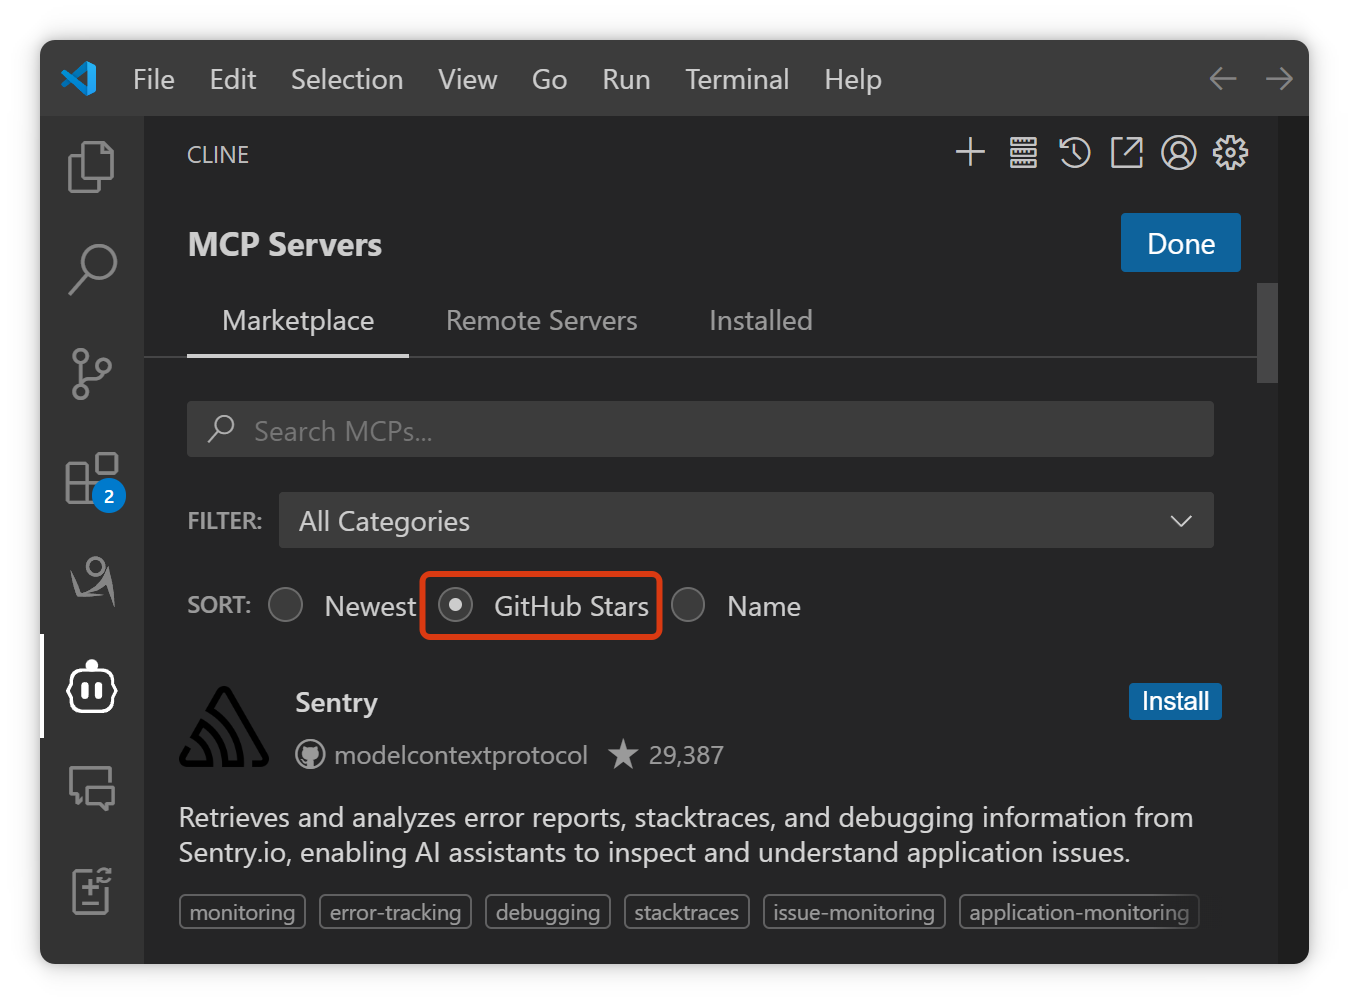 File Edit Selection View Go Run Terminal Help
CLINE
MCP Servers
Done
Marketplace Remote Servers Installed
Search MCPs...
FILTER: All Categories
2
SORT: Newest GitHub Stars Name
Sentry
Install
modelcontextprotocol ★ 29,387
Retrieves and analyzes error reports, stacktraces, and debugging information from
Sentry.io, enabling AI assistants to inspect and understand application issues.
monitoring error-tracking debugging stacktraces issue-monitoring application-monitoring